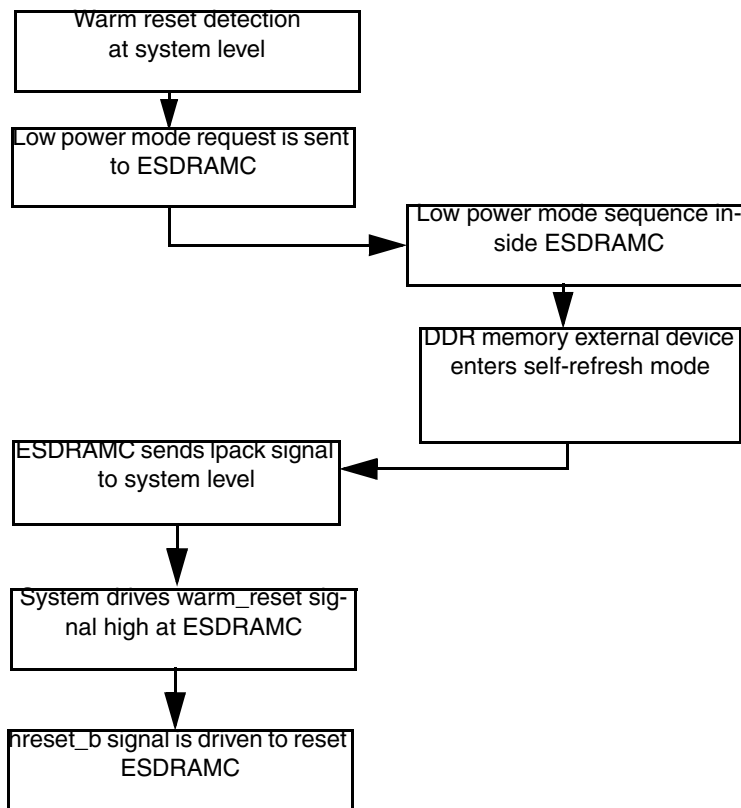 Warm reset detection
at system level
Low power mode request is sent
to ESDRAMC
Low power mode sequence in-
side ESDRAMC
DDR memory external device
enters self-refresh mode
ESDRAMC sends lpack signal
to system level
System drives warm_reset sig-
nal high at ESDRAMC
hreset_b signal is driven to reset
ESDRAMC